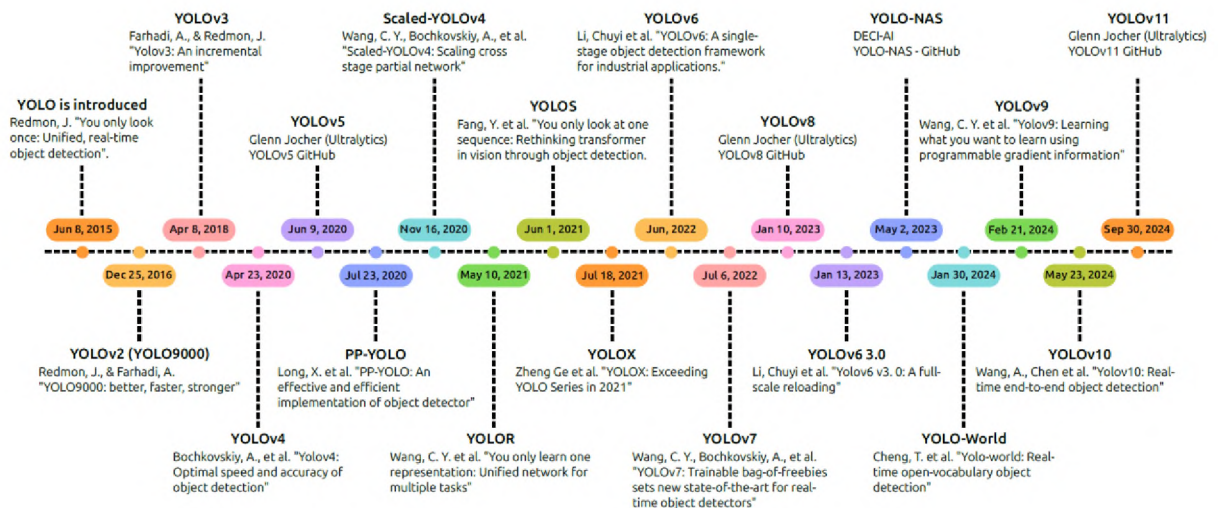 YOLOv3
Farhadi, A., & Redmon, J.
"Yolov3: An incremental
improvement"
Scaled-YOLOv4
Wang, C. Y., Bochkovskiy, A., et al.
"Scaled-YOLOv4: Scaling cross
stage partial network"
YOLOv6
Li, Chuyi et al. "YOLOv6: A single-
stage object detection framework
for industrial applications."
YOLO-NAS
DECI-AI
YOLO-NAS - GitHub
YOLOv11
Glenn Jocher (Ultralytics)
YOLOv11 GitHub
YOLO is introduced
Redmon, J. "You only look
once: Unified, real-time
object detection".
YOLOv5
Glenn Jocher (Ultralytics)
YOLOv5 GitHub
YOLOS
Fang, Y. et al. "You only look at one
sequence: Rethinking transformer
in vision through object detection.
YOLOv8
Glenn Jocher (Ultralytics)
YOLOv8 GitHub
YOLOv9
Wang, C. Y. et al. "Yolov9: Learning
what you want to learn using
programmable gradient information"
Jun 8, 2015
Apr 8, 2018
Jun 9, 2020
Nov 16, 2020
Jun 1, 2021
Jun, 2022
Jan 10, 2023
May 2, 2023
Feb 21, 2024
Sep 30, 2024
Dec 25, 2016
Apr 23, 2020
Jul 23, 2020
May 10, 2021
Jul 18, 2021
Jul 6, 2022
Jan 13, 2023
Jan 30, 2024
May 23, 2024
YOLOv2 (YOLO9000)
Redmon, J., & Farhadi, A.
"YOLO9000: better, faster, stronger"
PP-YOLO
Long, X. et al. "PP-YOLO: An
effective and efficient
implementation of object detector"
YOLOX
Zheng Ge et al. "YOLOX: Exceeding
YOLO Series in 2021"
YOLOv6 3.0
Li, Chuyi et al. "Yolov6 v3. 0: A full-
scale reloading"
YOLOv10
Wang, A., Chen et al. "Yolov10: Real-
time end-to-end object detection"
YOLOv4
Bochkovskiy, A., et al. "Yolov4:
Optimal speed and accuracy of
object detection"
YOLOR
Wang, C. Y., et al. "You only learn one
representation: Unified network for
multiple tasks"
YOLOv7
Wang, C. Y., Bochkovskiy, A., et al.
"YOLOv7: Trainable bag-of-freebies
sets new state-of-the-art for real-
time object detectors"
YOLO-World
Cheng, T. et al. "Yolo-world: Real-
time open-vocabulary object
detection"